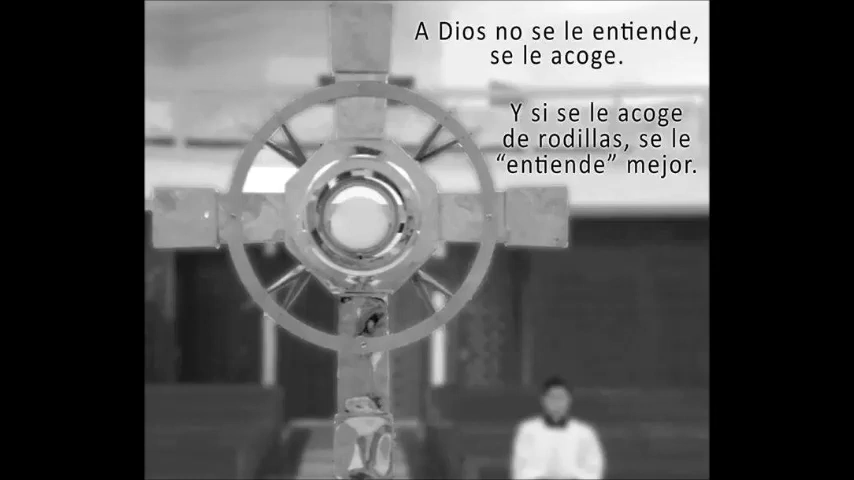 A Dios no se le entiende,
se le acoge.
Y si se le acoge
de rodillas, se le
“entiende” mejor.